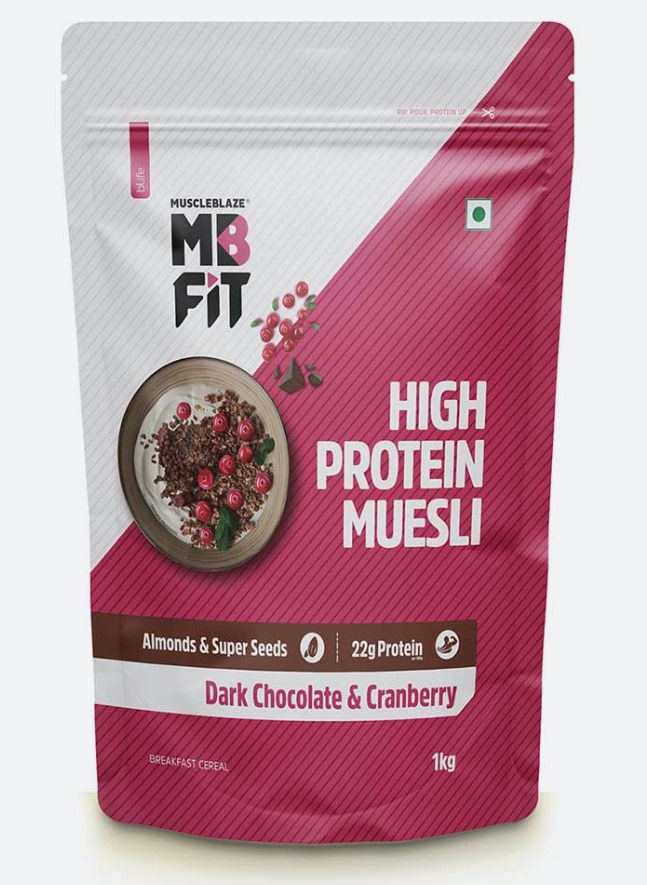 RIP. POUR. PROTEIN UP.
bLife
MUSCLEBLAZE®
MB
FiT
HIGH
PROTEIN
MUESLI
Almonds & Super Seeds
22g Protein
Dark Chocolate & Cranberry
BREAKFAST CEREAL
1kg